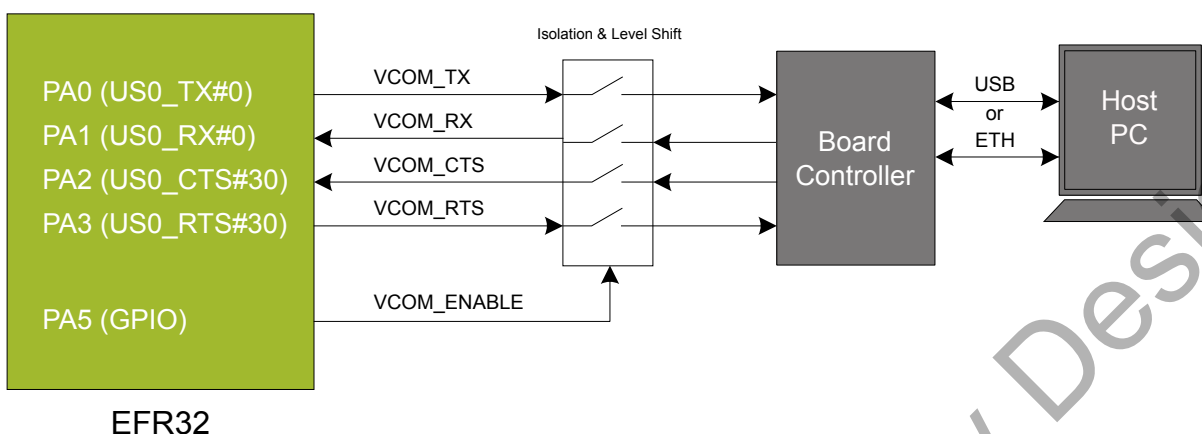 Isolation & Level Shift
PA0 (US0_TX#0)
VCOM_TX
PA1 (US0_RX#0)
VCOM_RX
PA2 (US0_CTS#30)
VCOM_CTS
PA3 (US0_RTS#30)
VCOM_RTS
PA5 (GPIO)
VCOM_ENABLE
Board
Controller
USB
or
ETH
Host
PC
EFR32